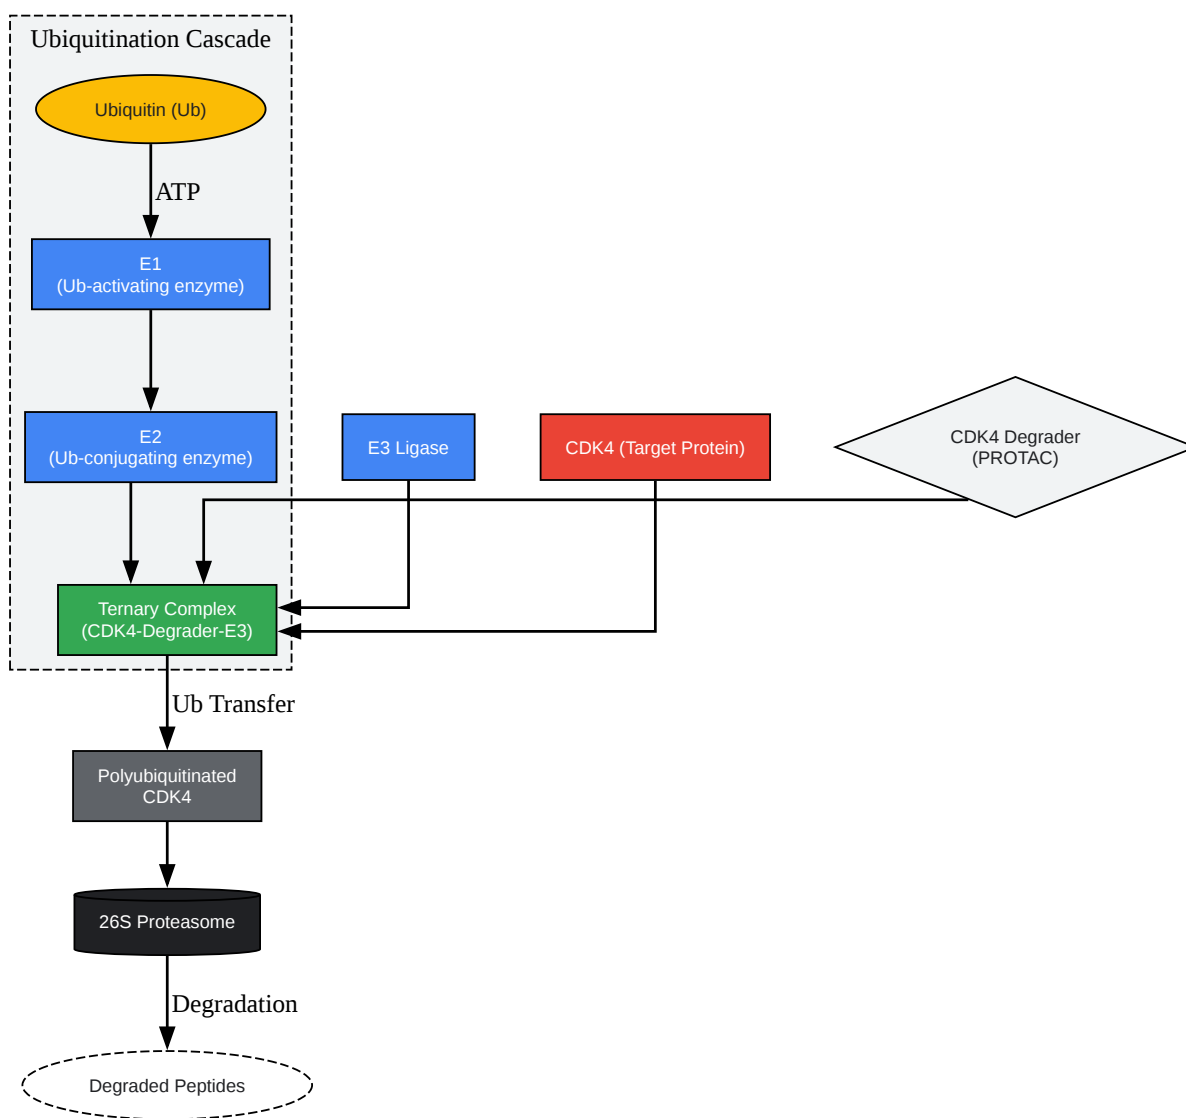 Ubiquitination Cascade
Ubiquitin (Ub)
ATP
E1
(Ub-activating enzyme)
E2
(Ub-conjugating enzyme)
E3 Ligase
CDK4 (Target Protein)
CDK4 Degrader
(PROTAC)
Ternary Complex
(CDK4-Degrader-E3)
Ub Transfer
Polyubiquitinated
CDK4
26S Proteasome
Degradation
Degraded Peptides